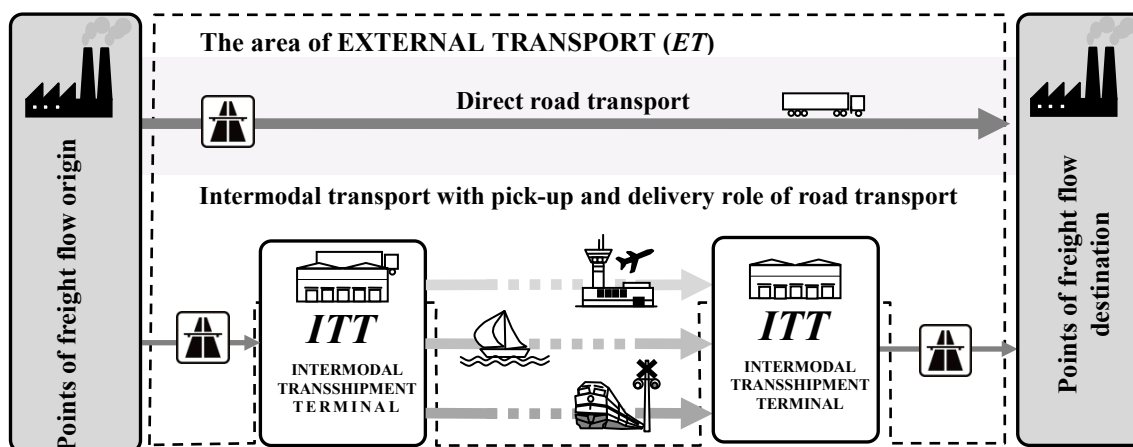 The area of EXTERNAL TRANSPORT (ET)
Direct road transport
Points of freight flow origin
Intermodal transport with pick-up and delivery role of road transport
ITT
INTERMODAL
TRANSSHIPMENT
TERMINAL
ITT
INTERMODAL
TRANSSHIPMENT
TERMINAL
Points of freight flow
destination